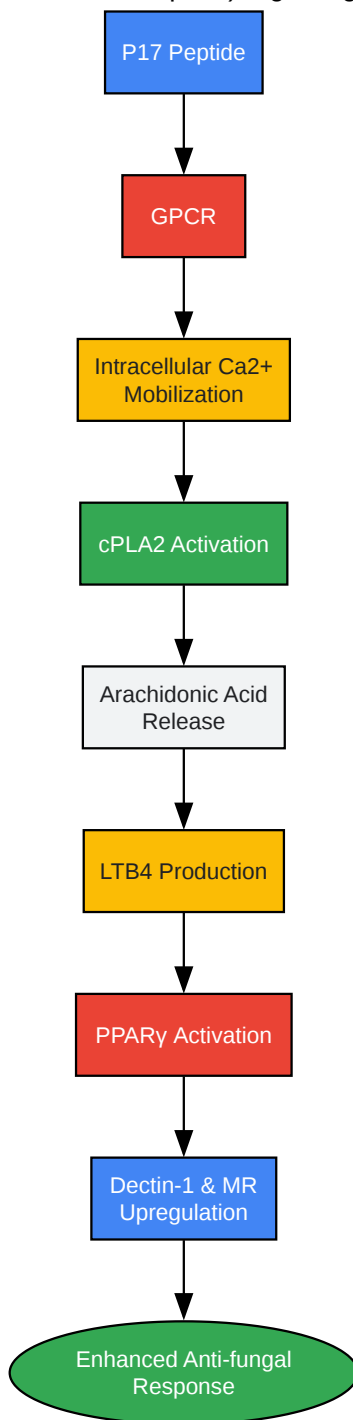 P17 Peptide
GPCR
Intracellular Ca2+
Mobilization
cPLA2 Activation
Arachidonic Acid
Release
LTB4 Production
PPARγ Activation
Dectin-1 & MR
Upregulation
Enhanced Anti-fungal
Response